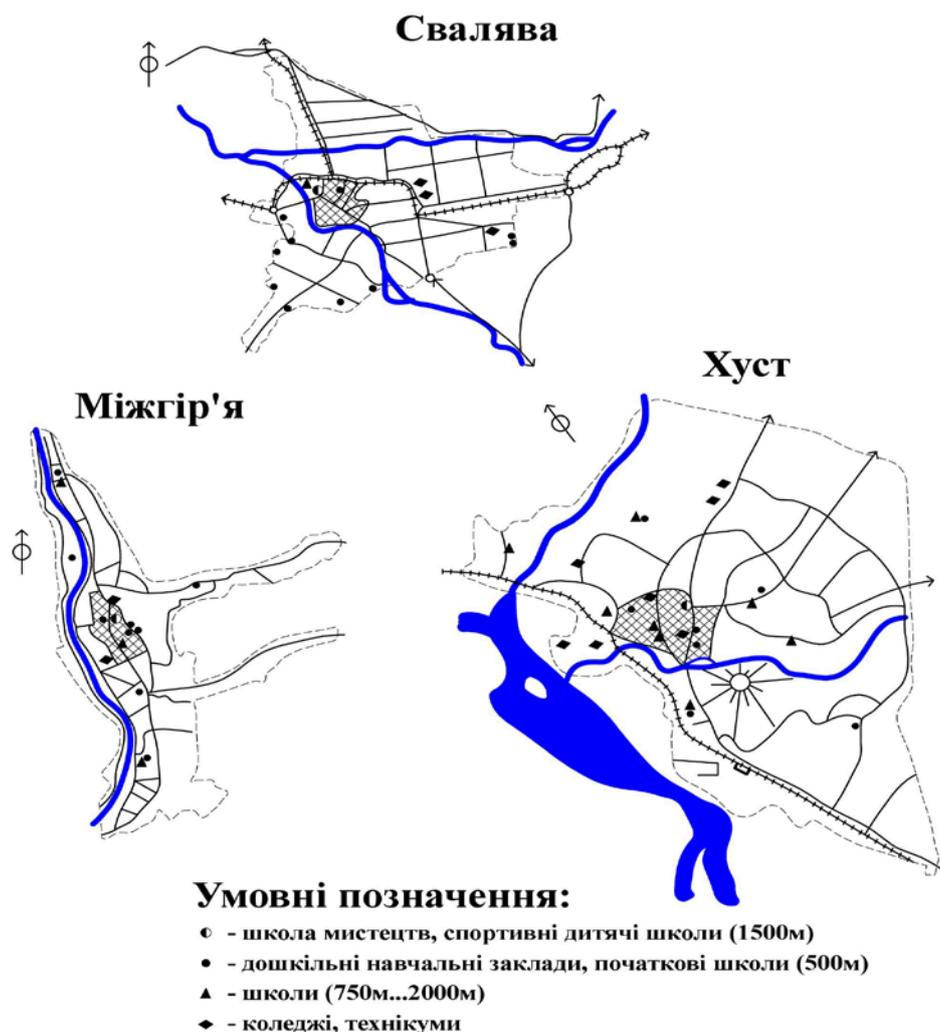 Свалява
Хуст
Міжгір'я
Умовні позначення:
- школа мистецтв, спортивні дитячі школи (1500м)
- дошкільні навчальні заклади, початкові школи (500м)
- школи (750м...2000м)
- коледжі, технікуми